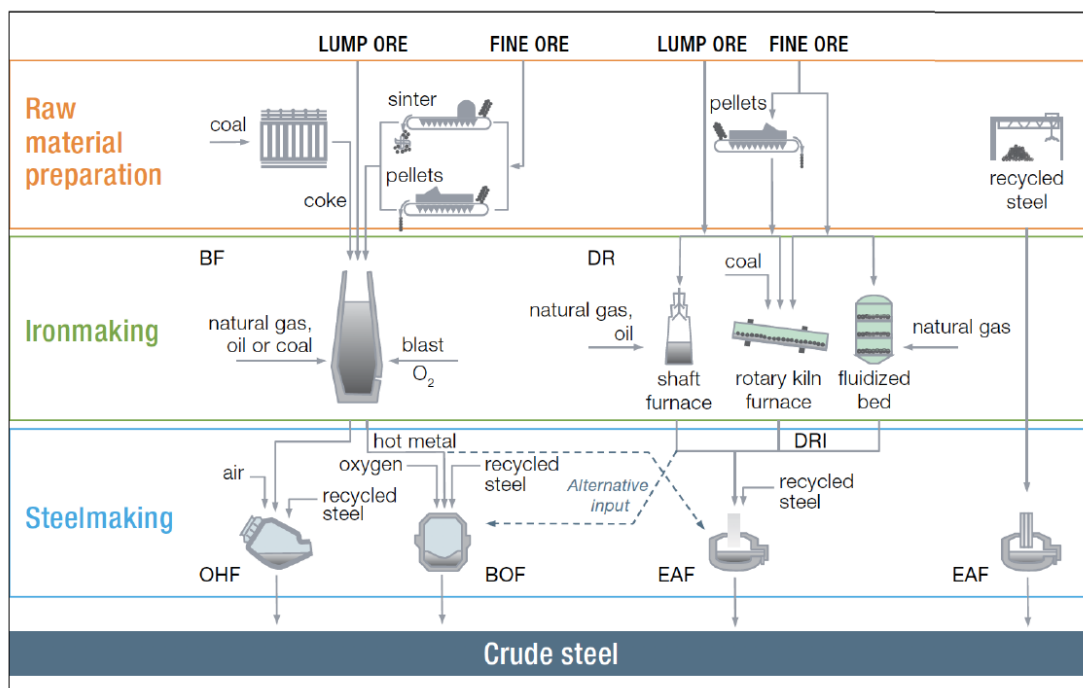 LUMP ORE
FINE ORE
LUMP ORE
FINE ORE
Raw
material
preparation
coal
coke
sinter
pellets
pellets
recycled
steel
Ironmaking
BF
natural gas,
oil or coal
blast
O₂
DR
natural gas,
oil
coal
natural gas
shaft
furnace
rotary kiln
furnace
fluidized
bed
Steelmaking
hot metal
air
recycled
steel
oxygen
recycled
steel
Alternative
input
DRI
recycled
steel
OHF
BOF
EAF
EAF
Crude steel